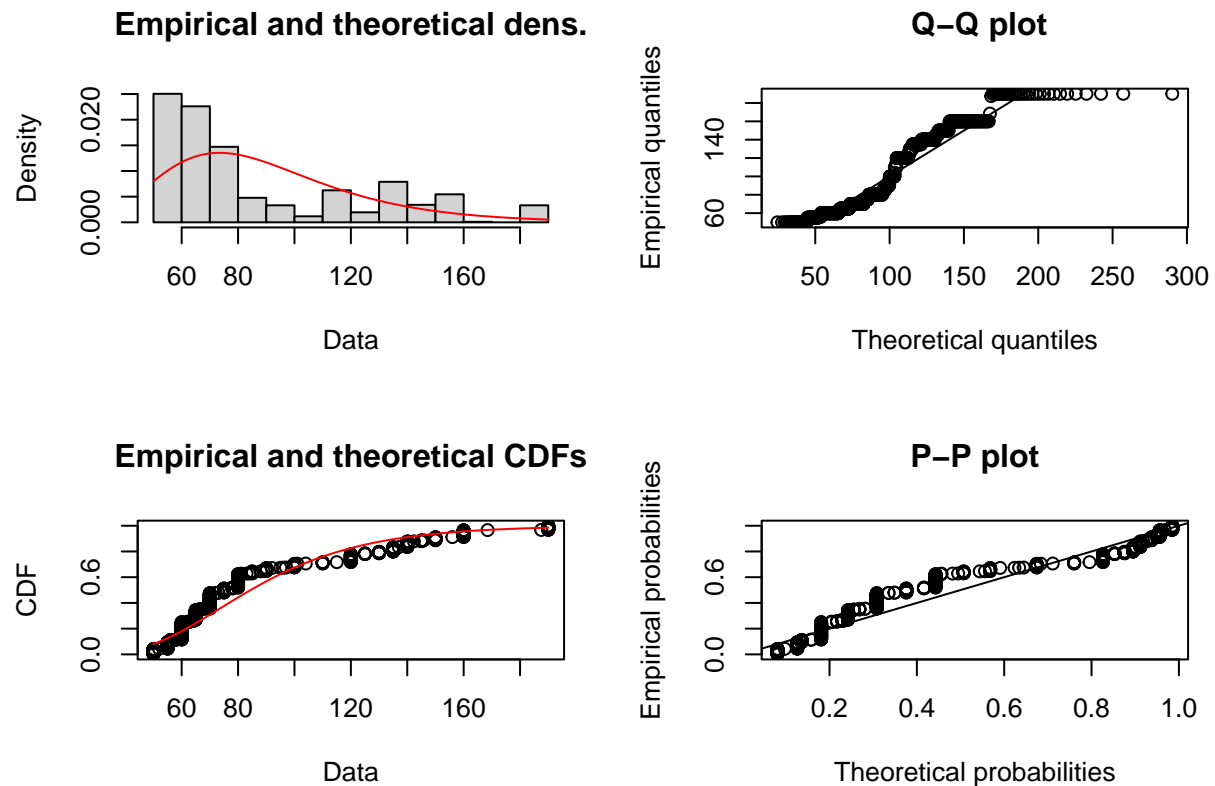 Empirical and theoretical dens.
Density
0.000
0.020
60
80
120
160
Data
Q−Q plot
Empirical quantiles
60
140
50
100
150
200
250
300
Theoretical quantiles
Empirical and theoretical CDFs
CDF
0.0
0.6
60
80
120
160
Data
P−P plot
Empirical probabilities
0.0
0.6
0.2
0.4
0.6
0.8
1.0
Theoretical probabilities